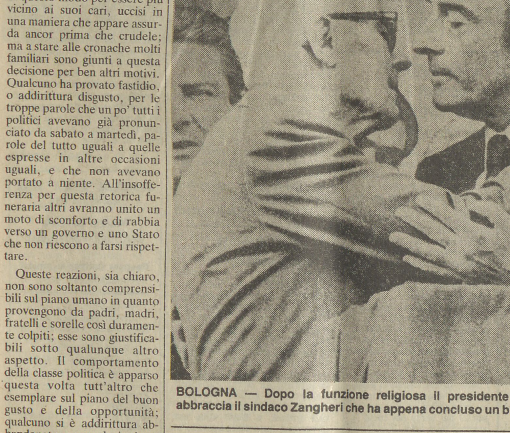 vicino ai suoi cari, uccisi in
una maniera che appare assur-
da ancor prima che crudele;
ma a stare alle cronache molti
familiari sono giunti a questa
decisione per ben altri motivi.
Qualcuno ha provato fastidio,
o addirittura disgusto, per le
troppe parole che un po' tutti i
politici avevano già pronun-
ciato da sabato a martedì, pa-
role del tutto uguali a quelle
espresse in altre occasioni
uguali, e che non avevano
portato a niente. All'insoffe-
renza per questa retorica fu-
neraria altri avranno unito un
moto di sconforto e di rabbia
verso un governo e uno Stato
che non riescono a farsi rispet-
tare.
Queste reazioni, sia chiaro,
non sono soltanto comprensi-
bili sul piano umano in quanto
provengono da padri, madri,
fratelli e sorelle così duramen-
te colpiti; esse sono giustifica-
bili sotto qualunque altro
aspetto. Il comportamento
della classe politica è apparso
questa volta tutt'altro che
esemplare sul piano del buon
gusto e della opportunità;
qualcuno si è addirittura ab-
BOLOGNA — Dopo la funzione religiosa il presidente
abbraccia il sindaco Zangheri che ha appena concluso un b